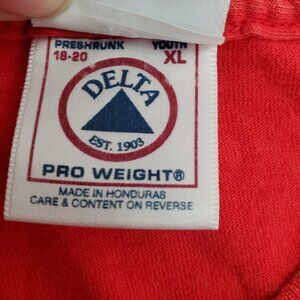 PRESHRUNK YOUTH
18-20 XL
DELTA
EST. 1903
PRO WEIGHT®
MADE IN HONDURAS
CARE & CONTENT ON REVERSE